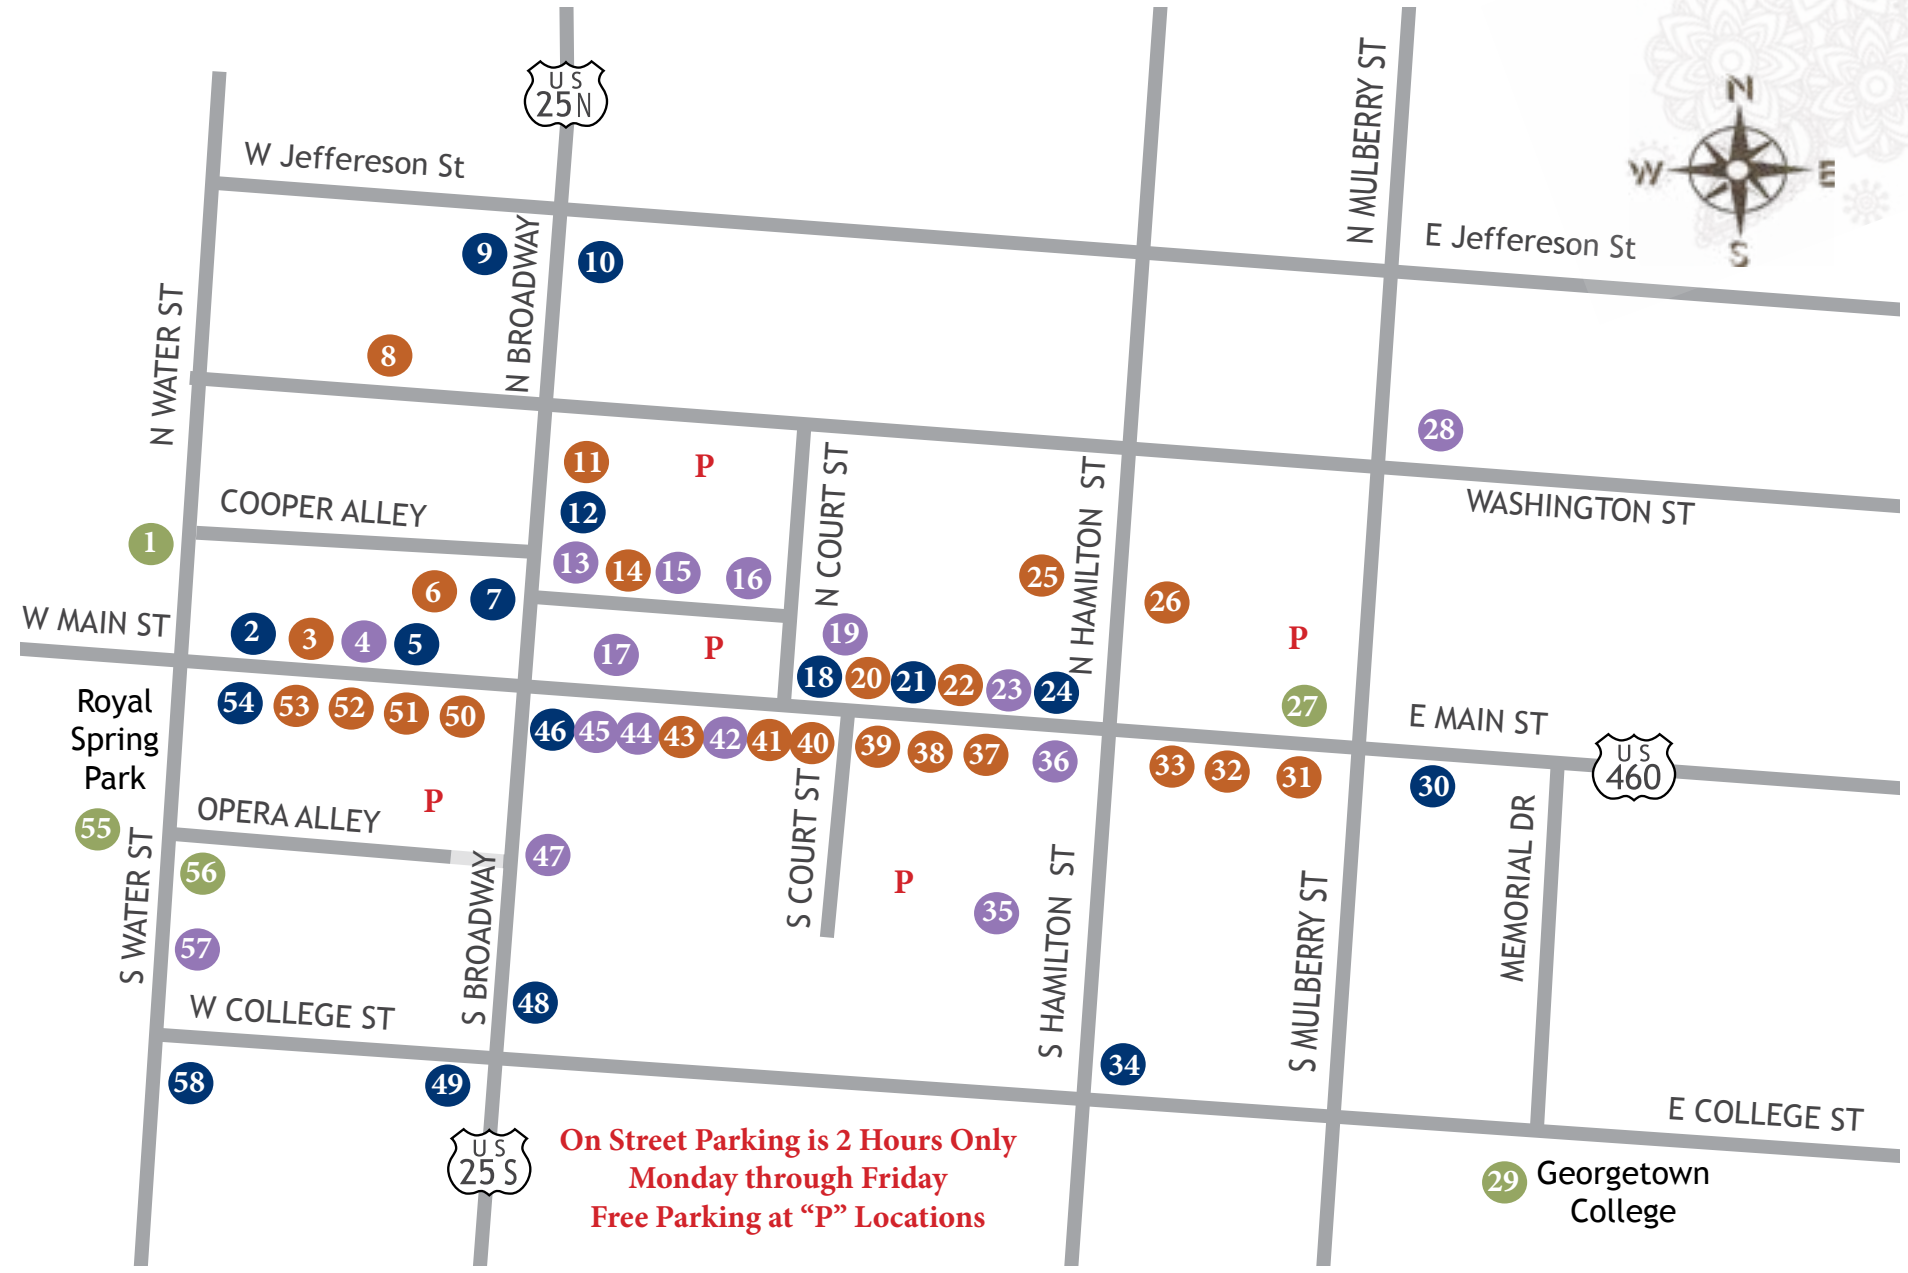 US
25N
N MULBERRY ST
N
W
E
S
W Jeffereson St
E Jeffereson St
9
N BROADWAY
10
N WATER ST
8
28
11
P
N COURT ST
N HAMILTON ST
WASHINGTON ST
COOPER ALLEY
12
1
13
14
15
16
25
6
7
26
W MAIN ST
2
3
4
5
17
P
19
P
18
20
21
22
23
24
27
Royal
Spring
Park
54
53
52
51
50
46
45
44
43
42
41
40
39
38
37
36
33
32
31
E MAIN ST
30
US
460
OPERA ALLEY
P
55
S WATER ST
56
47
S COURT ST
P
35
S HAMILTON ST
S MULBERRY ST
MEMORIAL DR
57
S BROADWAY
48
W COLLEGE ST
34
58
49
E COLLEGE ST
US
25 S
On Street Parking is 2 Hours Only
Monday through Friday
Free Parking at “P” Locations
29
Georgetown
College